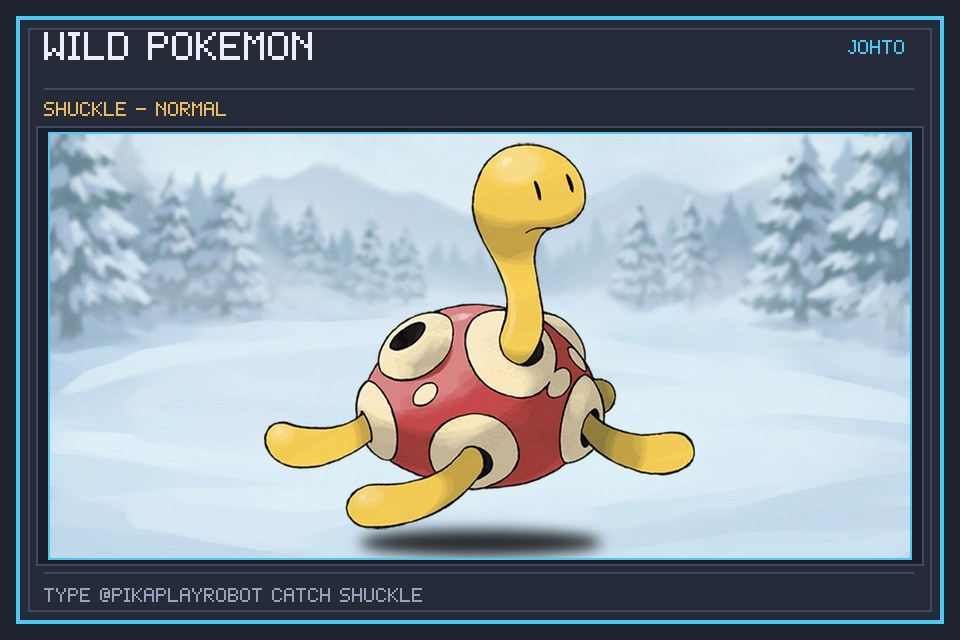 WILD POKEMON
JOHTO
SHUCKLE - NORMAL
TYPE @PIKAPLAYROBOT CATCH SHUCKLE